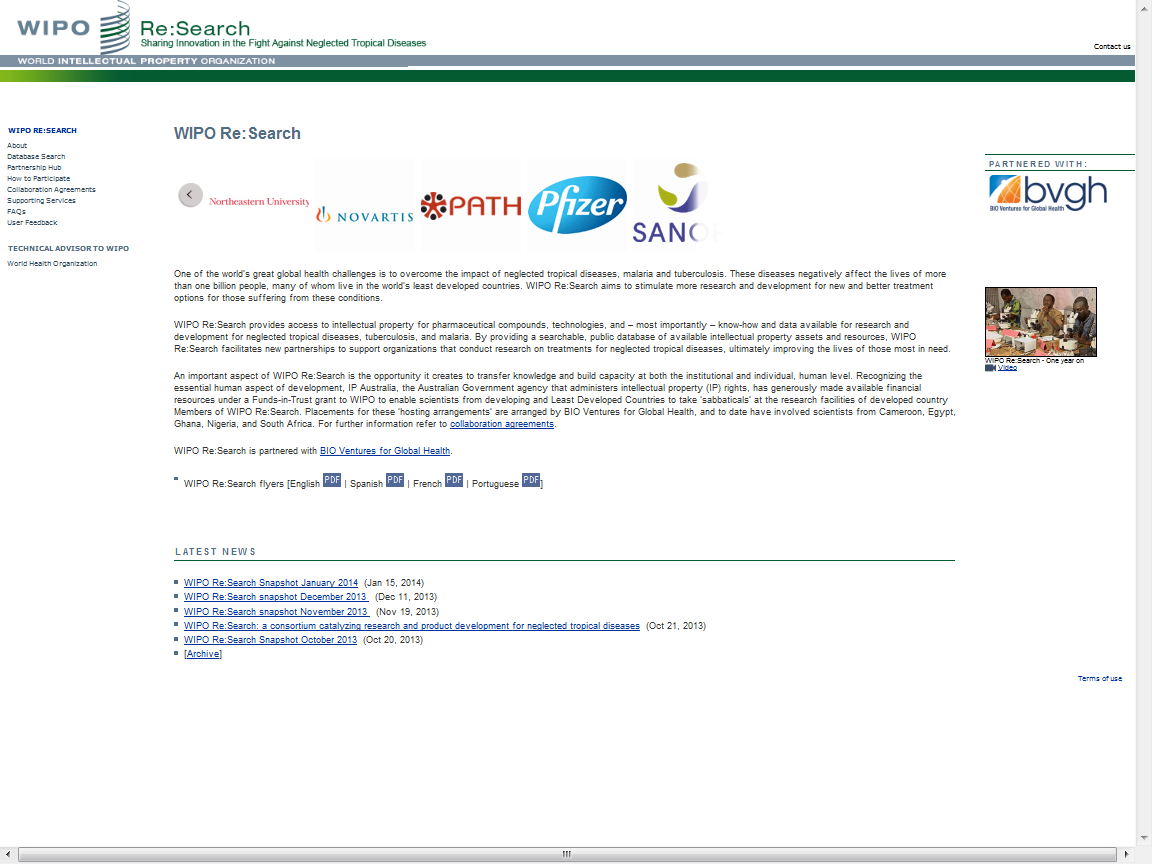 WIPO
Re:Search
Sharing Innovation in the Fight Against Neglected Tropical Diseases
Contact us
WORLD INTELLECTUAL PROPERTY ORGANIZATION
WIPO RE:SEARCH
About
Database Search
Partnership Hub
How to Participate
Collaboration Agreements
Supporting Services
FAQs
User Feedback
TECHNICAL ADVISOR TO WIPO
World Health Organization
WIPO Re:Search
Northeastern University
NOVARTIS
PATH
Pfizer
SANO
One of the world's great global health challenges is to overcome the impact of neglected tropical diseases, malaria and tuberculosis. These diseases negatively affect the lives of more
than one billion people, many of whom live in the world's least developed countries. WIPO Re:Search aims to stimulate more research and development for new and better treatment
options for those suffering from these conditions.
WIPO Re:Search provides access to intellectual property for pharmaceutical compounds, technologies, and – most importantly – know-how and data available for research and
development for neglected tropical diseases, tuberculosis, and malaria. By providing a searchable, public database of available intellectual property assets and resources, WIPO
Re:Search facilitates new partnerships to support organizations that conduct research on treatments for neglected tropical diseases, ultimately improving the lives of those most in need.
An important aspect of WIPO Re:Search is the opportunity it creates to transfer knowledge and build capacity at both the institutional and individual, human level. Recognizing the
essential human aspect of development, IP Australia, the Australian Government agency that administers intellectual property (IP) rights, has generously made available financial
resources under a Funds-in-Trust grant to WIPO to enable scientists from developing and Least Developed Countries to take 'sabbaticals' at the research facilities of developed country
Members of WIPO Re:Search. Placements for these 'hosting arrangements' are arranged by BIO Ventures for Global Health, and to date have involved scientists from Cameroon, Egypt,
Ghana, Nigeria, and South Africa. For further information refer to collaboration agreements.
WIPO Re:Search is partnered with BIO Ventures for Global Health.
WIPO Re:Search flyers [English PDF | Spanish PDF | French PDF | Portuguese PDF]
LATEST NEWS
WIPO Re:Search Snapshot January 2014 (Jan 15, 2014)
WIPO Re:Search snapshot December 2013 (Dec 11, 2013)
WIPO Re:Search snapshot November 2013 (Nov 19, 2013)
WIPO Re:Search: a consortium catalyzing research and product development for neglected tropical diseases (Oct 21, 2013)
WIPO Re:Search Snapshot October 2013 (Oct 20, 2013)
[Archive]
PARTNERED WITH:
bvgh
BIO Ventures for Global Health
WIPO Re:Search - One year on
Video
Terms of use